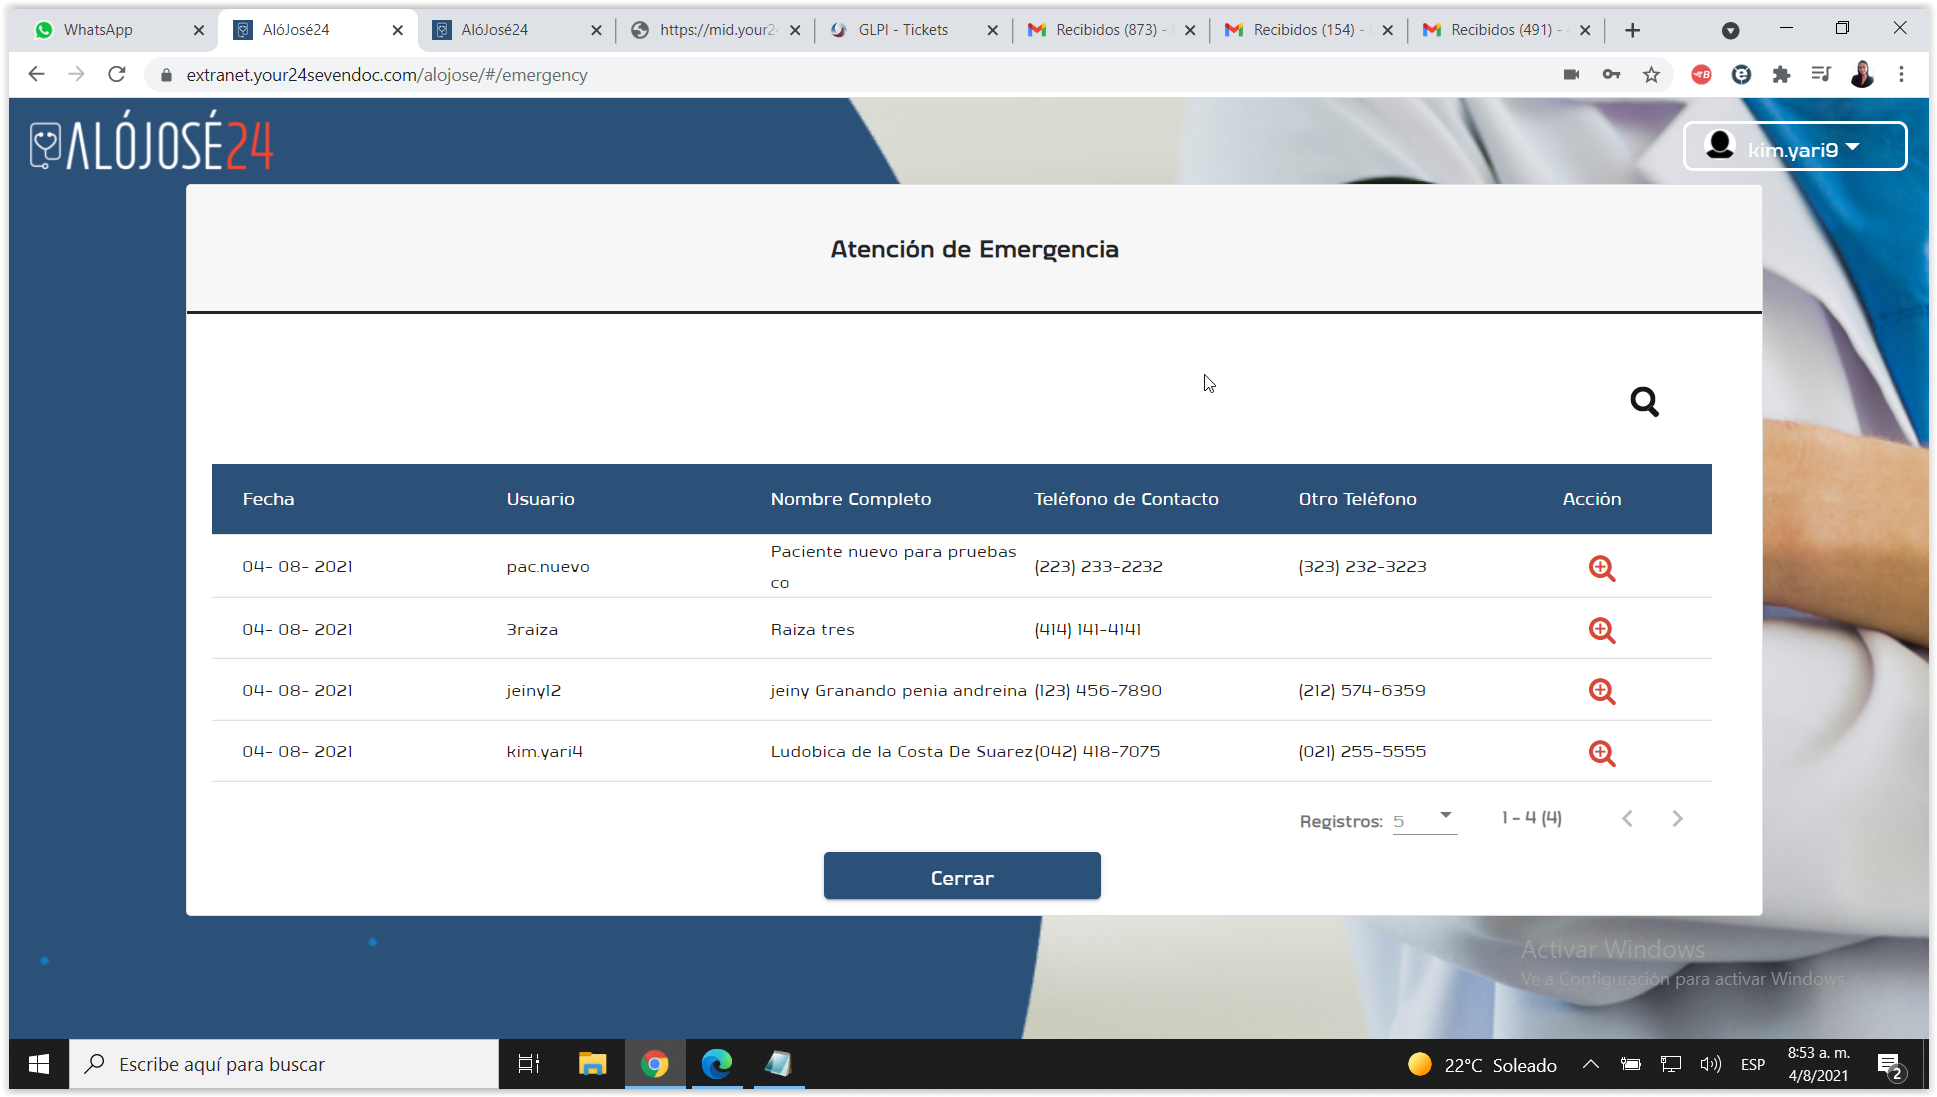 WhatsApp
AlóJosé24
AlóJosé24
https://mid.your2
GLPI - Tickets
Recibidos (873) -
Recibidos (154) -
Recibidos (491) -
extranet.your24sevendoc.com/alojose/#/emergency
ALÓJOSÉ24
kim.yari9
Atención de Emergencia
Fecha Usuario Nombre Completo Teléfono de Contacto Otro Teléfono Acción
04- 08- 2021 pac.nuevo Paciente nuevo para pruebas co (223) 233-2232 (323) 232-3223
04- 08- 2021 3raiza Raiza tres (414) 141-4141
04- 08- 2021 jeiny12 jeiny Granando penia andreina (123) 456-7890 (212) 574-6359
04- 08- 2021 kim.yari4 Ludobica de la Costa De Suarez (042) 418-7075 (021) 255-5555
Registros: 5 1 - 4 (4)
Cerrar
Activar Windows
Ve a Configuración para activar Windows.
Escribe aquí para buscar
22°C Soleado
ESP
8:53 a. m.
4/8/2021
2